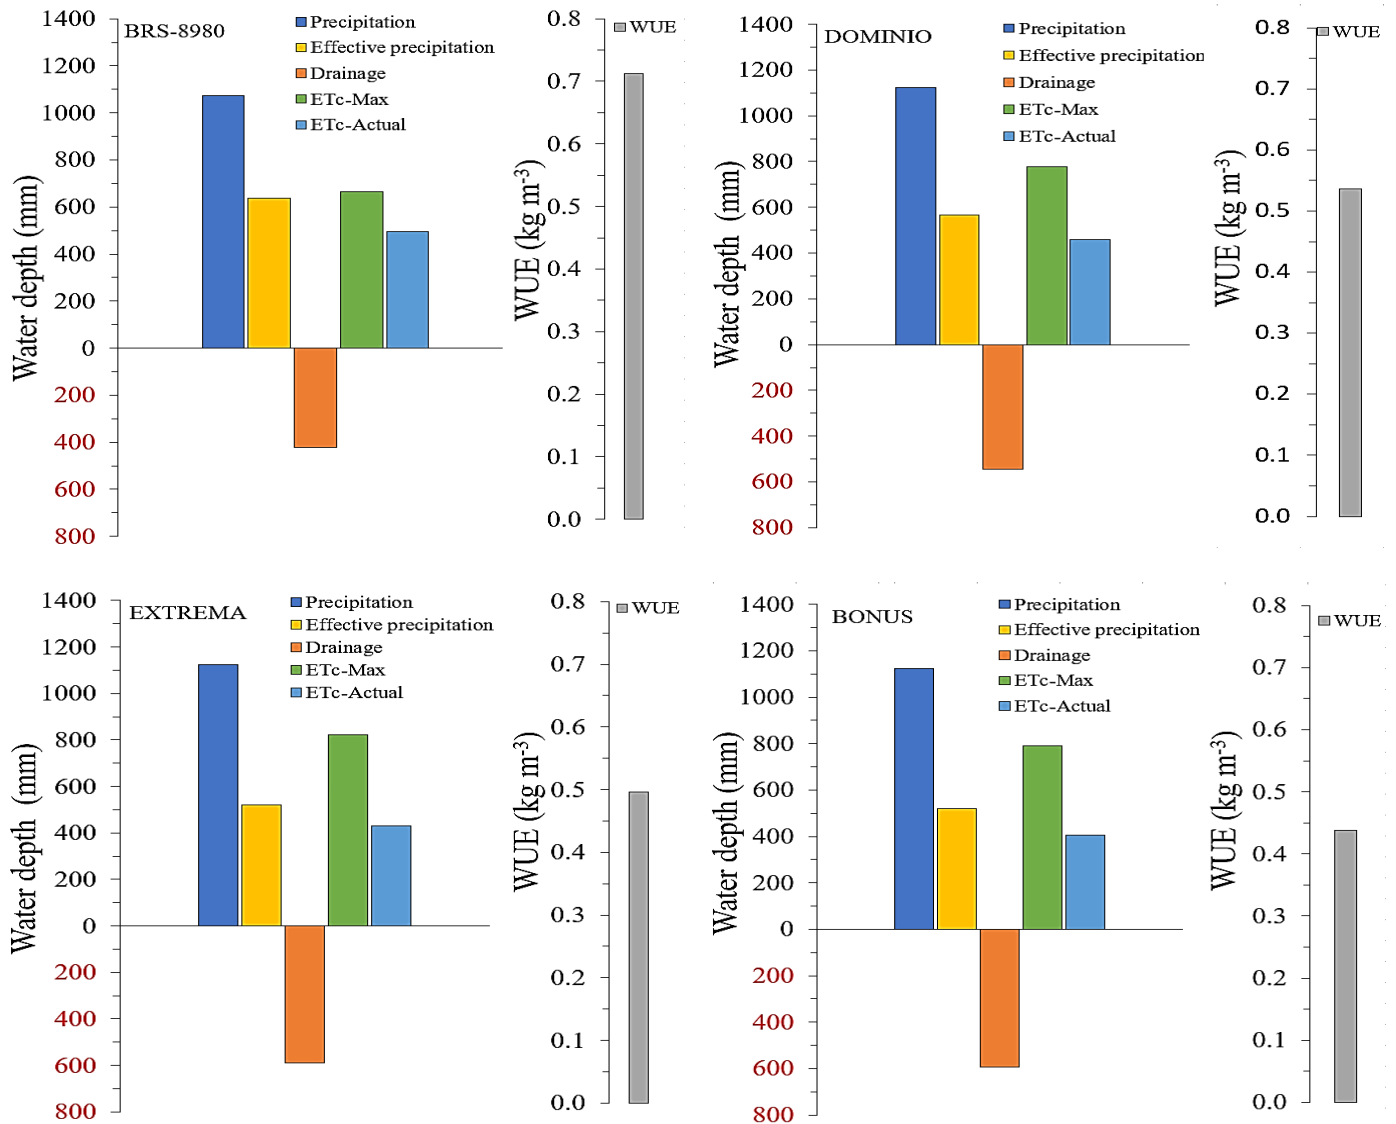 BRS-8980
Precipitation
Effective precipitation
Drainage
ETc-Max
ETc-Actual
Water depth (mm)
1400
1200
1000
800
600
400
200
0
200
400
600
800
WUE
WUE (kg m-3)
0.8
0.7
0.6
0.5
0.4
0.3
0.2
0.1
0.0
DOMINIO
Precipitation
Effective precipitation
Drainage
ETc-Max
ETc-Actual
Water depth (mm)
1400
1200
1000
800
600
400
200
0
200
400
600
800
WUE
WUE (kg m-3)
0.8
0.7
0.6
0.5
0.4
0.3
0.2
0.1
0.0
EXTREMA
Precipitation
Effective precipitation
Drainage
ETc-Max
ETc-Actual
Water depth (mm)
1400
1200
1000
800
600
400
200
0
200
400
600
800
WUE
WUE (kg m-3)
0.8
0.7
0.6
0.5
0.4
0.3
0.2
0.1
0.0
BONUS
Precipitation
Effective precipitation
Drainage
ETc-Max
ETc-Actual
Water depth (mm)
1400
1200
1000
800
600
400
200
0
200
400
600
800
WUE
WUE (kg m-3)
0.8
0.7
0.6
0.5
0.4
0.3
0.2
0.1
0.0